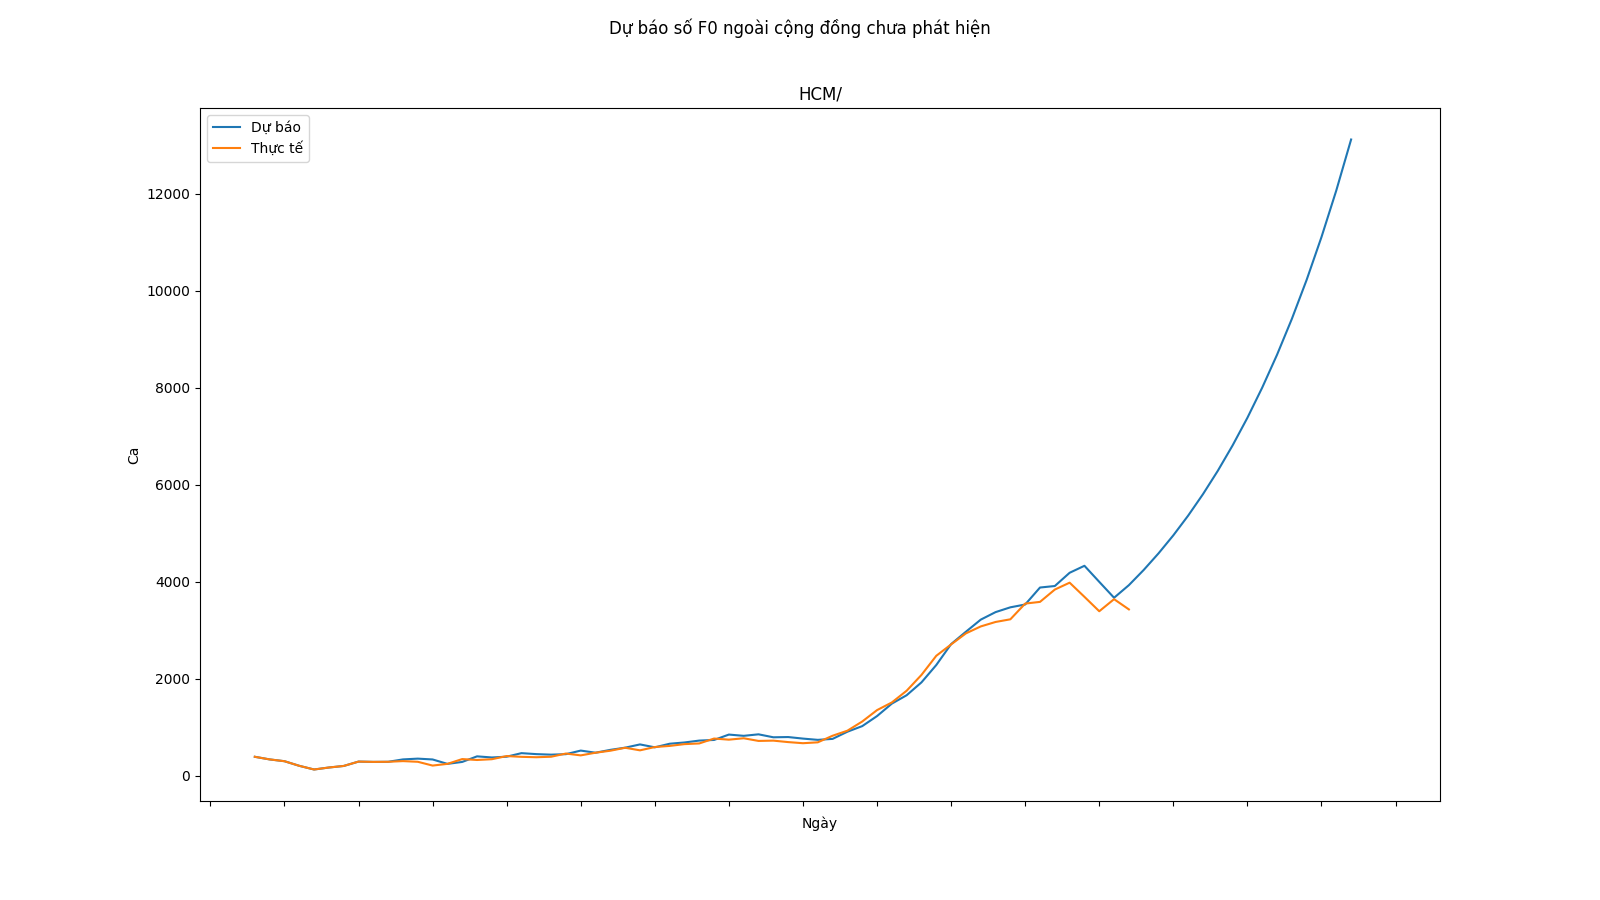 Dự báo số F0 ngoài cộng đồng chưa phát hiện
HCM/
Dự báo
Thực tế
12000
10000
8000
6000
4000
2000
0
Ca
Ngày